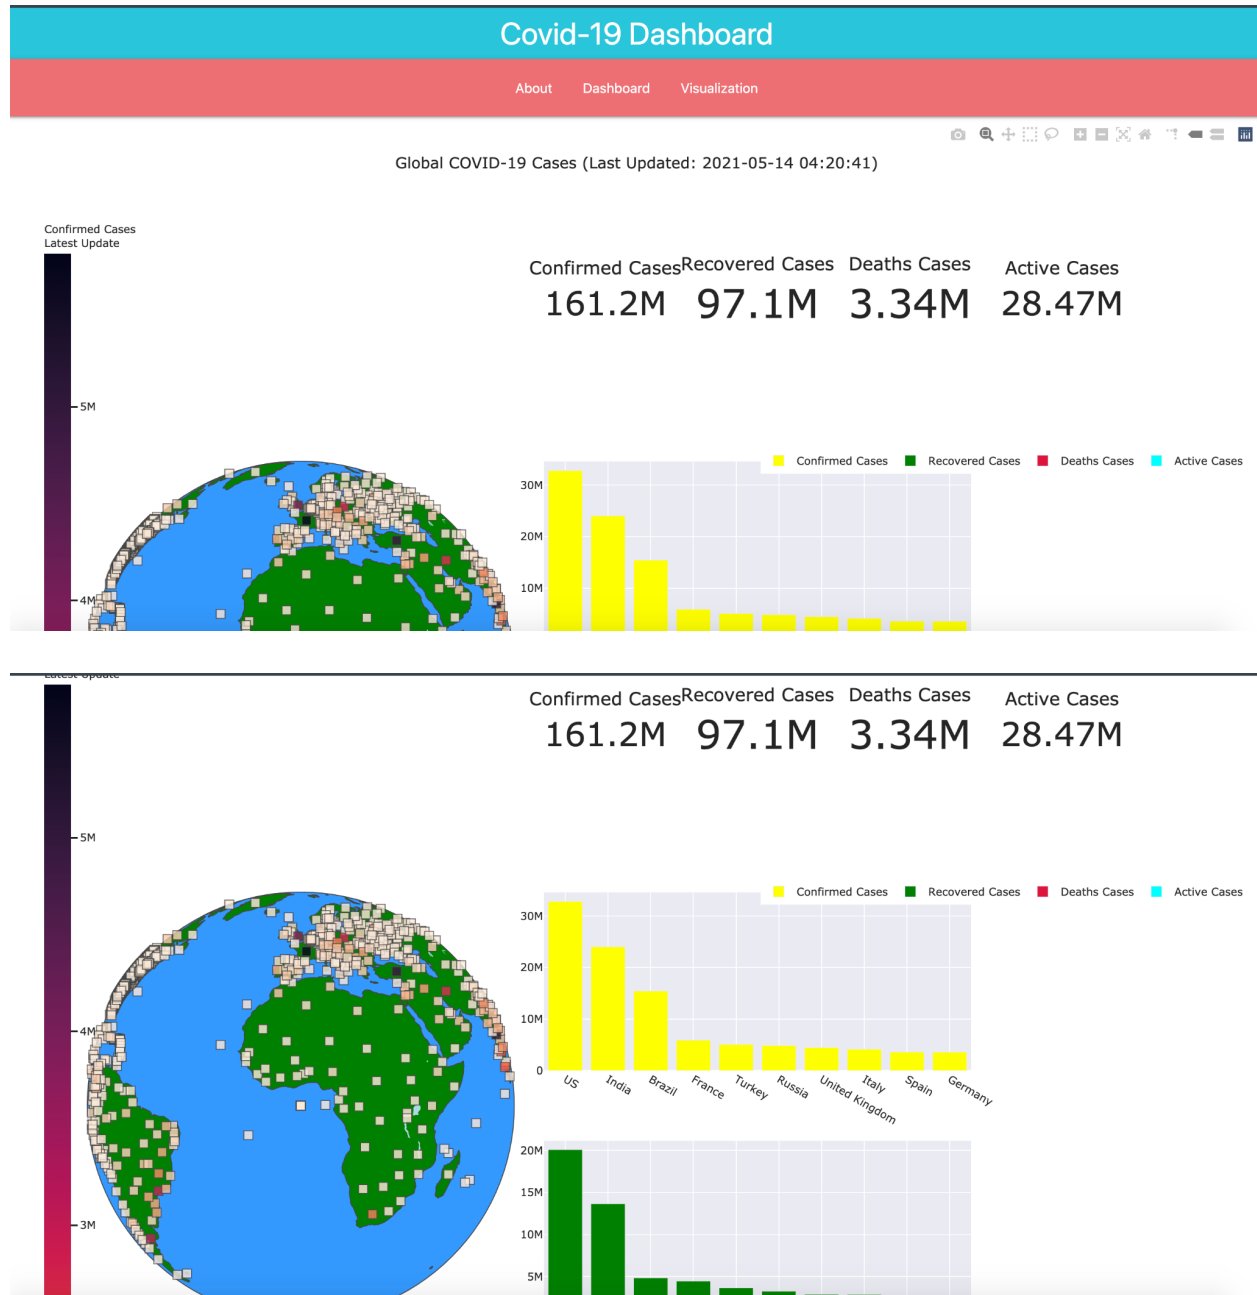 Covid-19 Dashboard
About Dashboard Visualization
Global COVID-19 Cases (Last Updated: 2021-05-14 04:20:41)
Confirmed Cases
Latest Update
Confirmed Cases Recovered Cases Deaths Cases Active Cases
161.2M 97.1M 3.34M 28.47M
5M
4M
Confirmed Cases Recovered Cases Deaths Cases Active Cases
30M
20M
10M
Latest Update
Confirmed Cases Recovered Cases Deaths Cases Active Cases
161.2M 97.1M 3.34M 28.47M
5M
4M
3M
Confirmed Cases Recovered Cases Deaths Cases Active Cases
30M
20M
10M
0
US India Brazil France Turkey Russia United Kingdom Italy Spain Germany
20M
15M
10M
5M